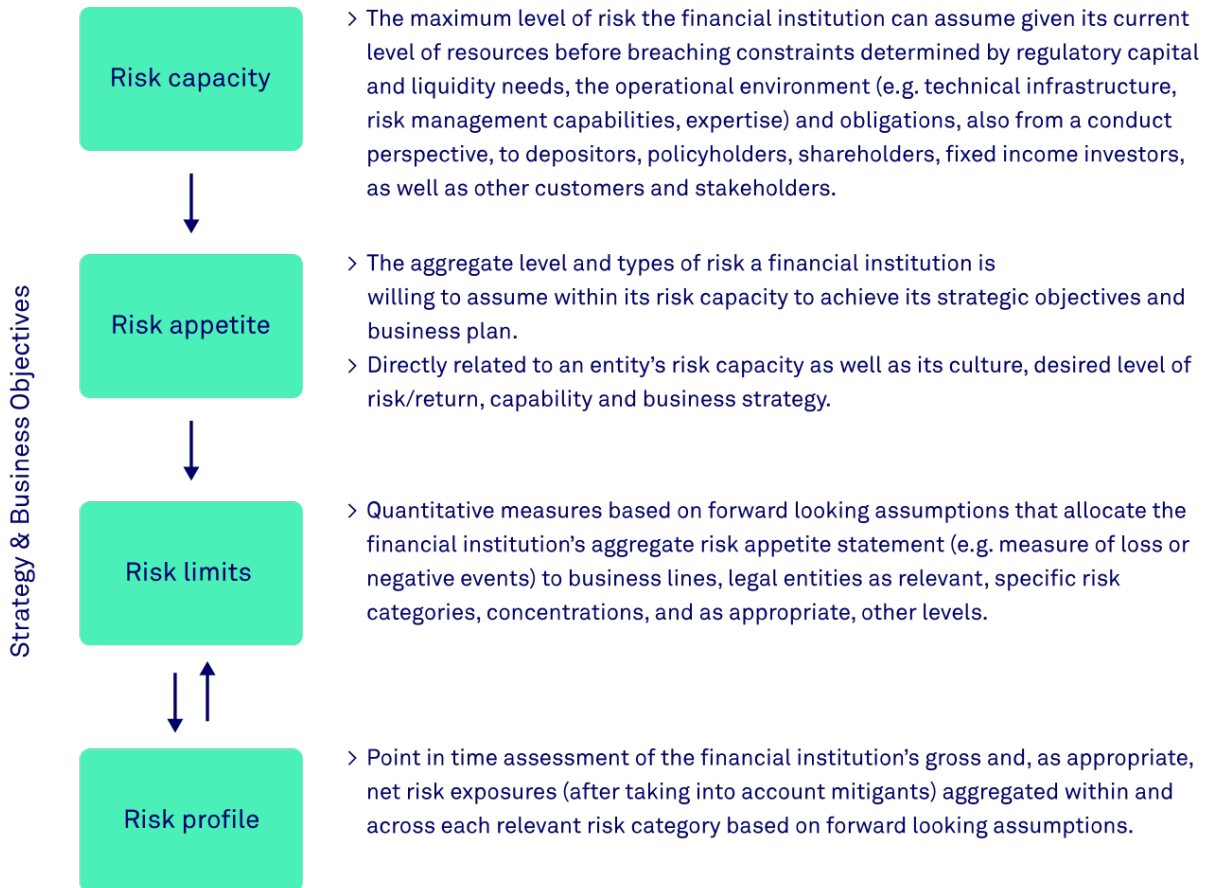 Strategy & Business Objectives
Risk capacity
> The maximum level of risk the financial institution can assume given its current
level of resources before breaching constraints determined by regulatory capital
and liquidity needs, the operational environment (e.g. technical infrastructure,
risk management capabilities, expertise) and obligations, also from a conduct
perspective, to depositors, policyholders, shareholders, fixed income investors,
as well as other customers and stakeholders.
Risk appetite
> The aggregate level and types of risk a financial institution is
willing to assume within its risk capacity to achieve its strategic objectives and
business plan.
> Directly related to an entity’s risk capacity as well as its culture, desired level of
risk/return, capability and business strategy.
Risk limits
> Quantitative measures based on forward looking assumptions that allocate the
financial institution’s aggregate risk appetite statement (e.g. measure of loss or
negative events) to business lines, legal entities as relevant, specific risk
categories, concentrations, and as appropriate, other levels.
Risk profile
> Point in time assessment of the financial institution’s gross and, as appropriate,
net risk exposures (after taking into account mitigants) aggregated within and
across each relevant risk category based on forward looking assumptions.